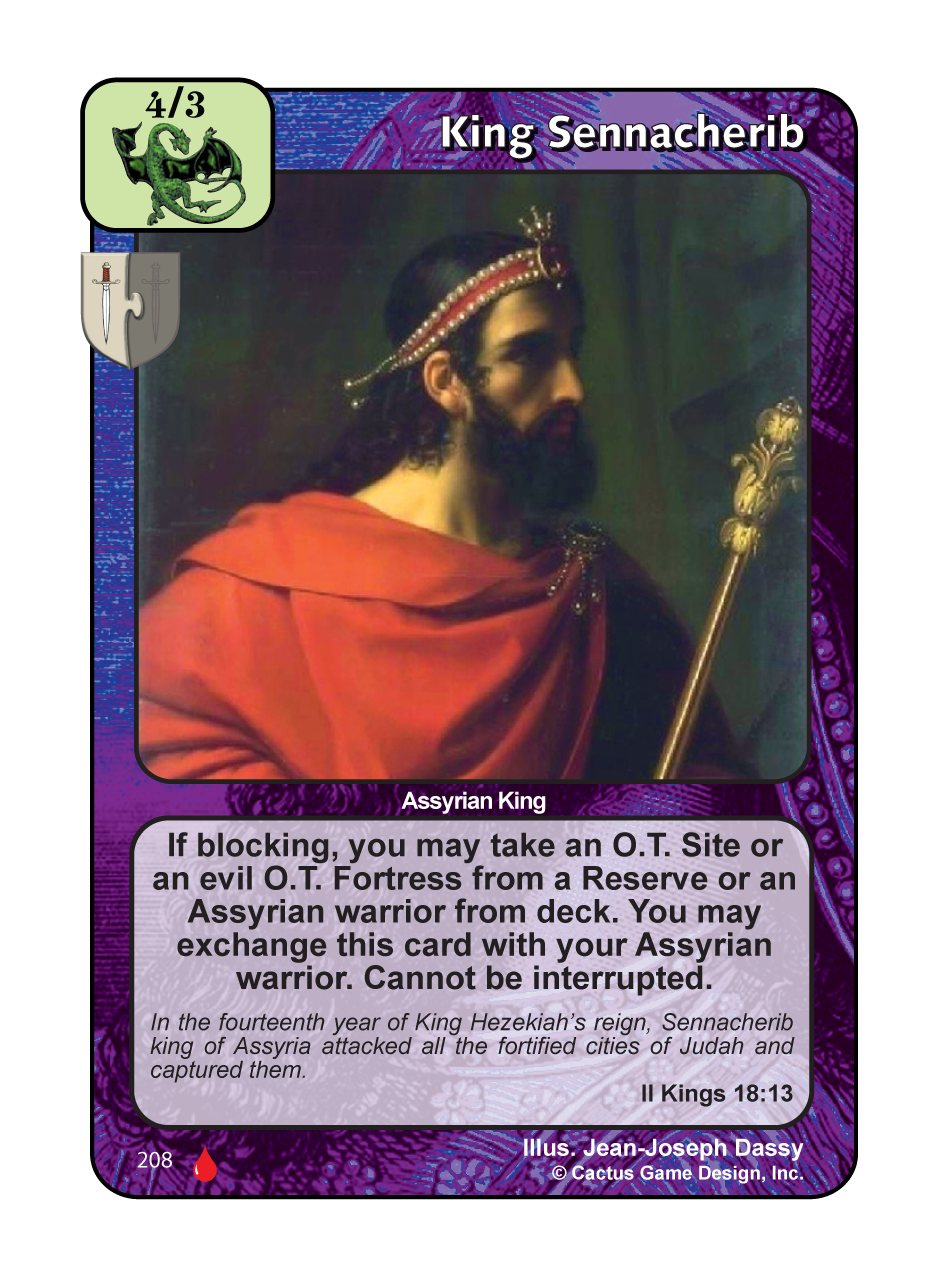 4/3
King Sennacherib
Assyrian King
If blocking, you may take an O.T. Site or
an evil O.T. Fortress from a Reserve or an
Assyrian warrior from deck. You may
exchange this card with your Assyrian
warrior. Cannot be interrupted.
In the fourteenth year of King Hezekiah’s reign, Sennacherib
king of Assyria attacked all the fortified cities of Judah and
captured them.
II Kings 18:13
208
Illus. Jean-Joseph Dassy
© Cactus Game Design, Inc.